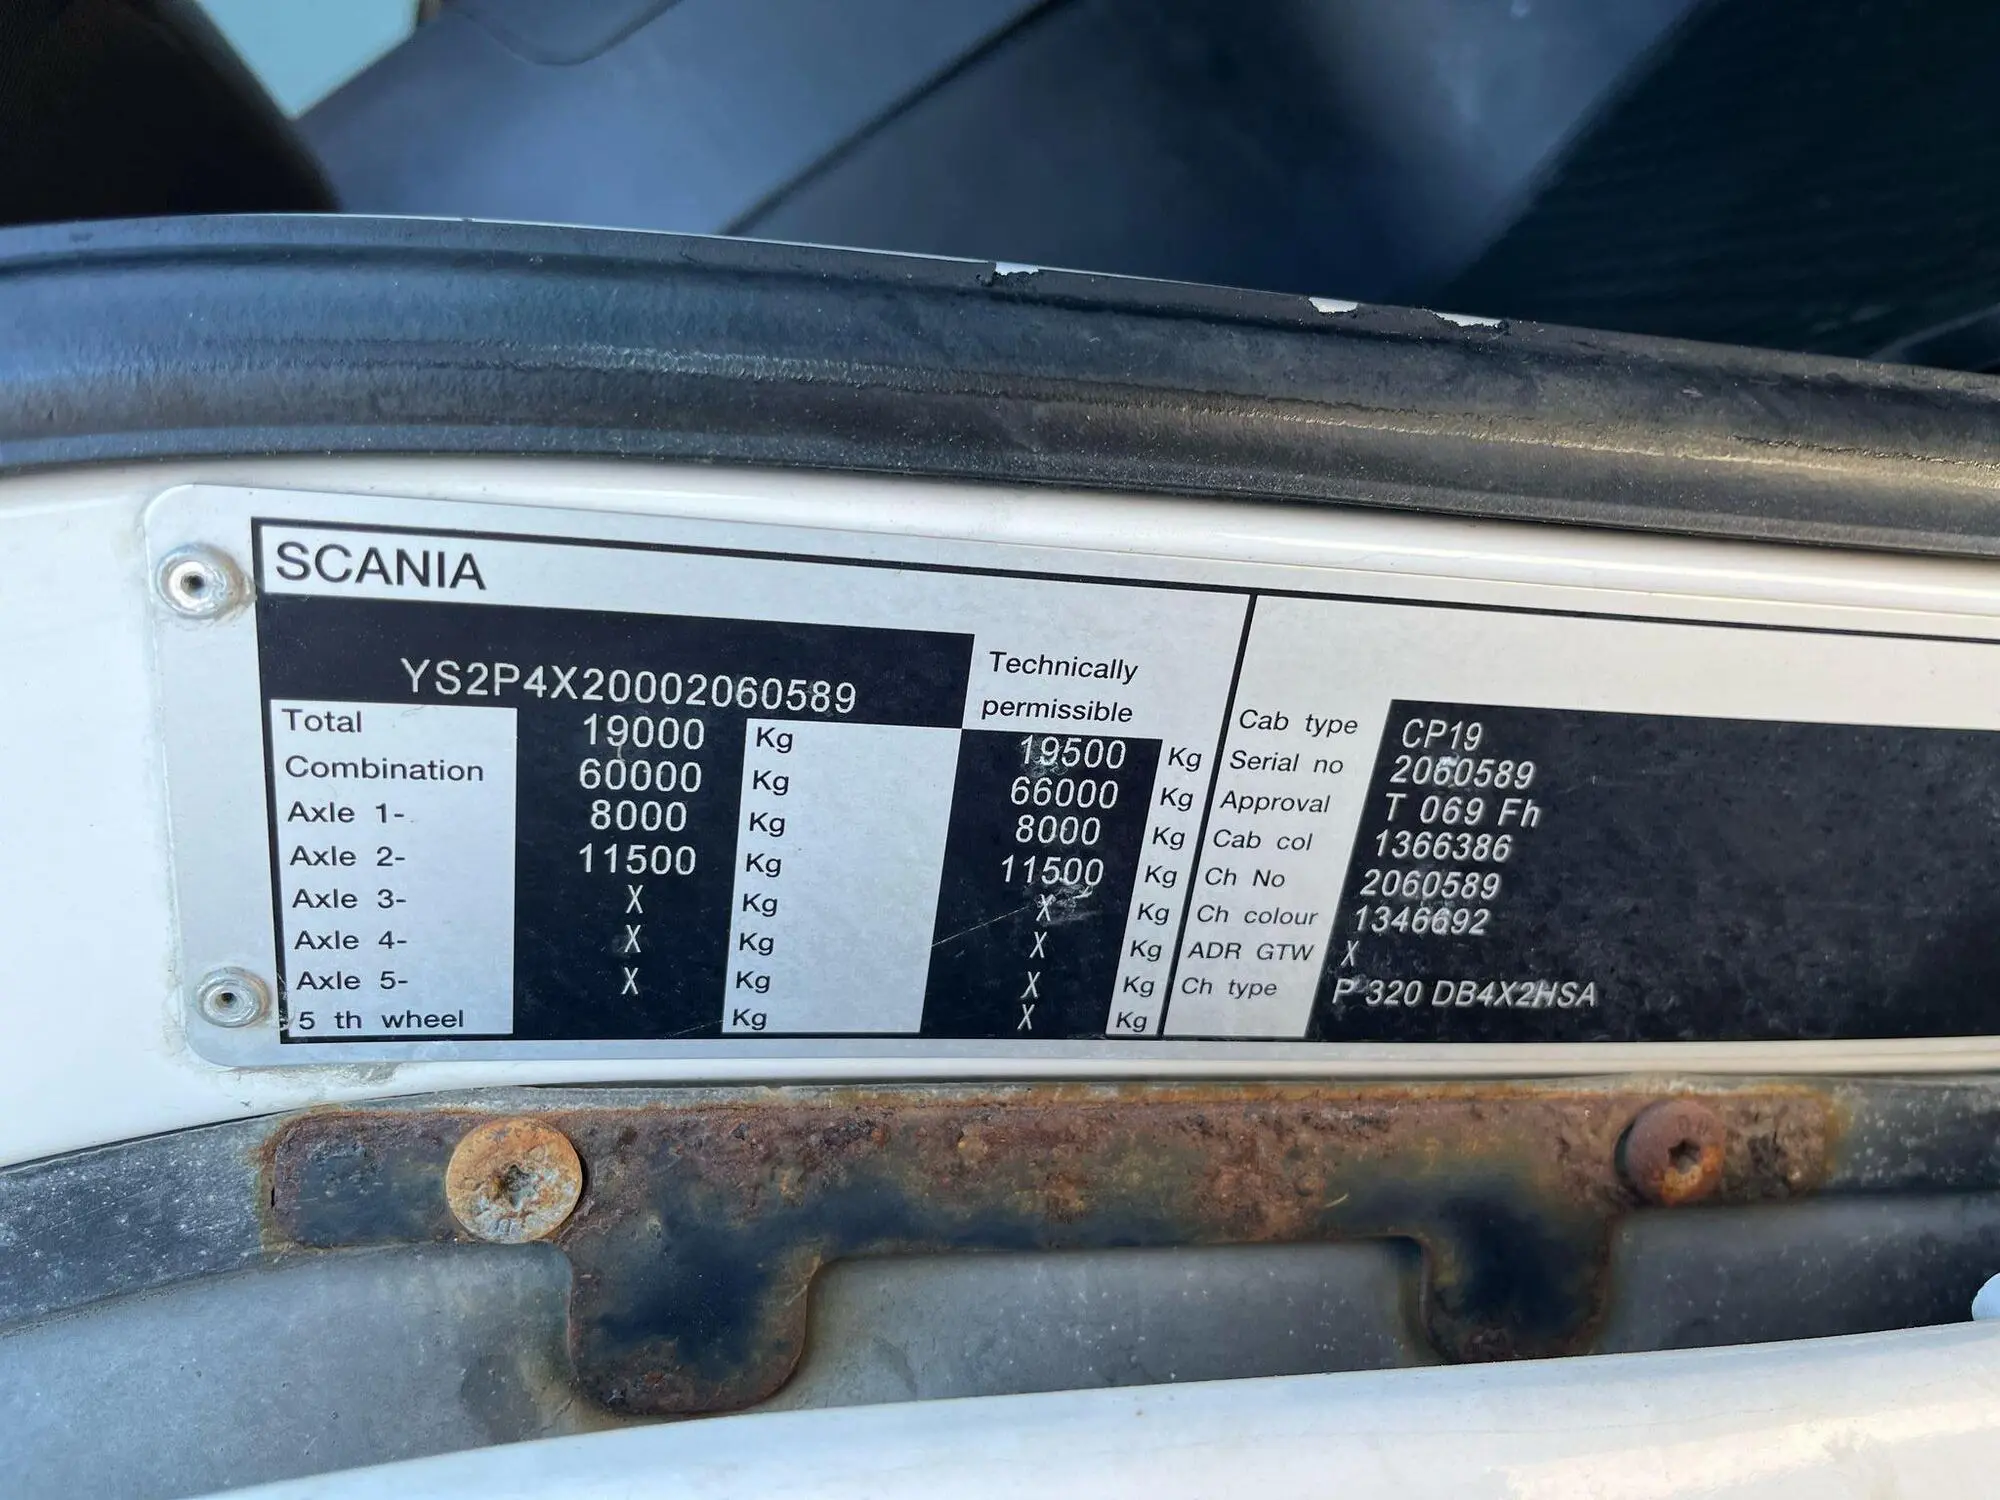 SCANIA
YS2P4X20002060589
Technically
permissible
Total 19000 Kg 19500 Kg
Combination 60000 Kg 66000 Kg
Axle 1- 8000 Kg 8000 Kg
Axle 2- 11500 Kg 11500 Kg
Axle 3- X Kg X Kg
Axle 4- X Kg X Kg
Axle 5- X Kg X Kg
5 th wheel Kg X Kg
Cab type CP19
Serial no 2060589
Approval T 069 Fh
Cab col 1366386
Ch No 2060589
Ch colour 1346692
ADR GTW X
Ch type P 320 DB4X2HSA